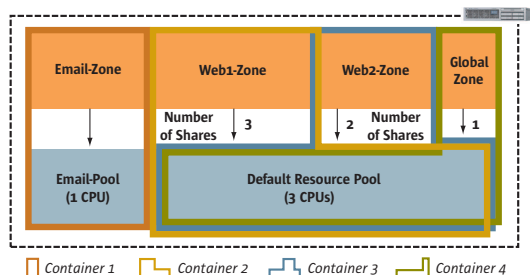 Email-Zone
Web1-Zone
Web2-Zone
Global
Zone
Number
of Shares
3
2
Number
of Shares
1
Email-Pool
(1 CPU)
Default Resource Pool
(3 CPUs)
Container 1
Container 2
Container 3
Container 4